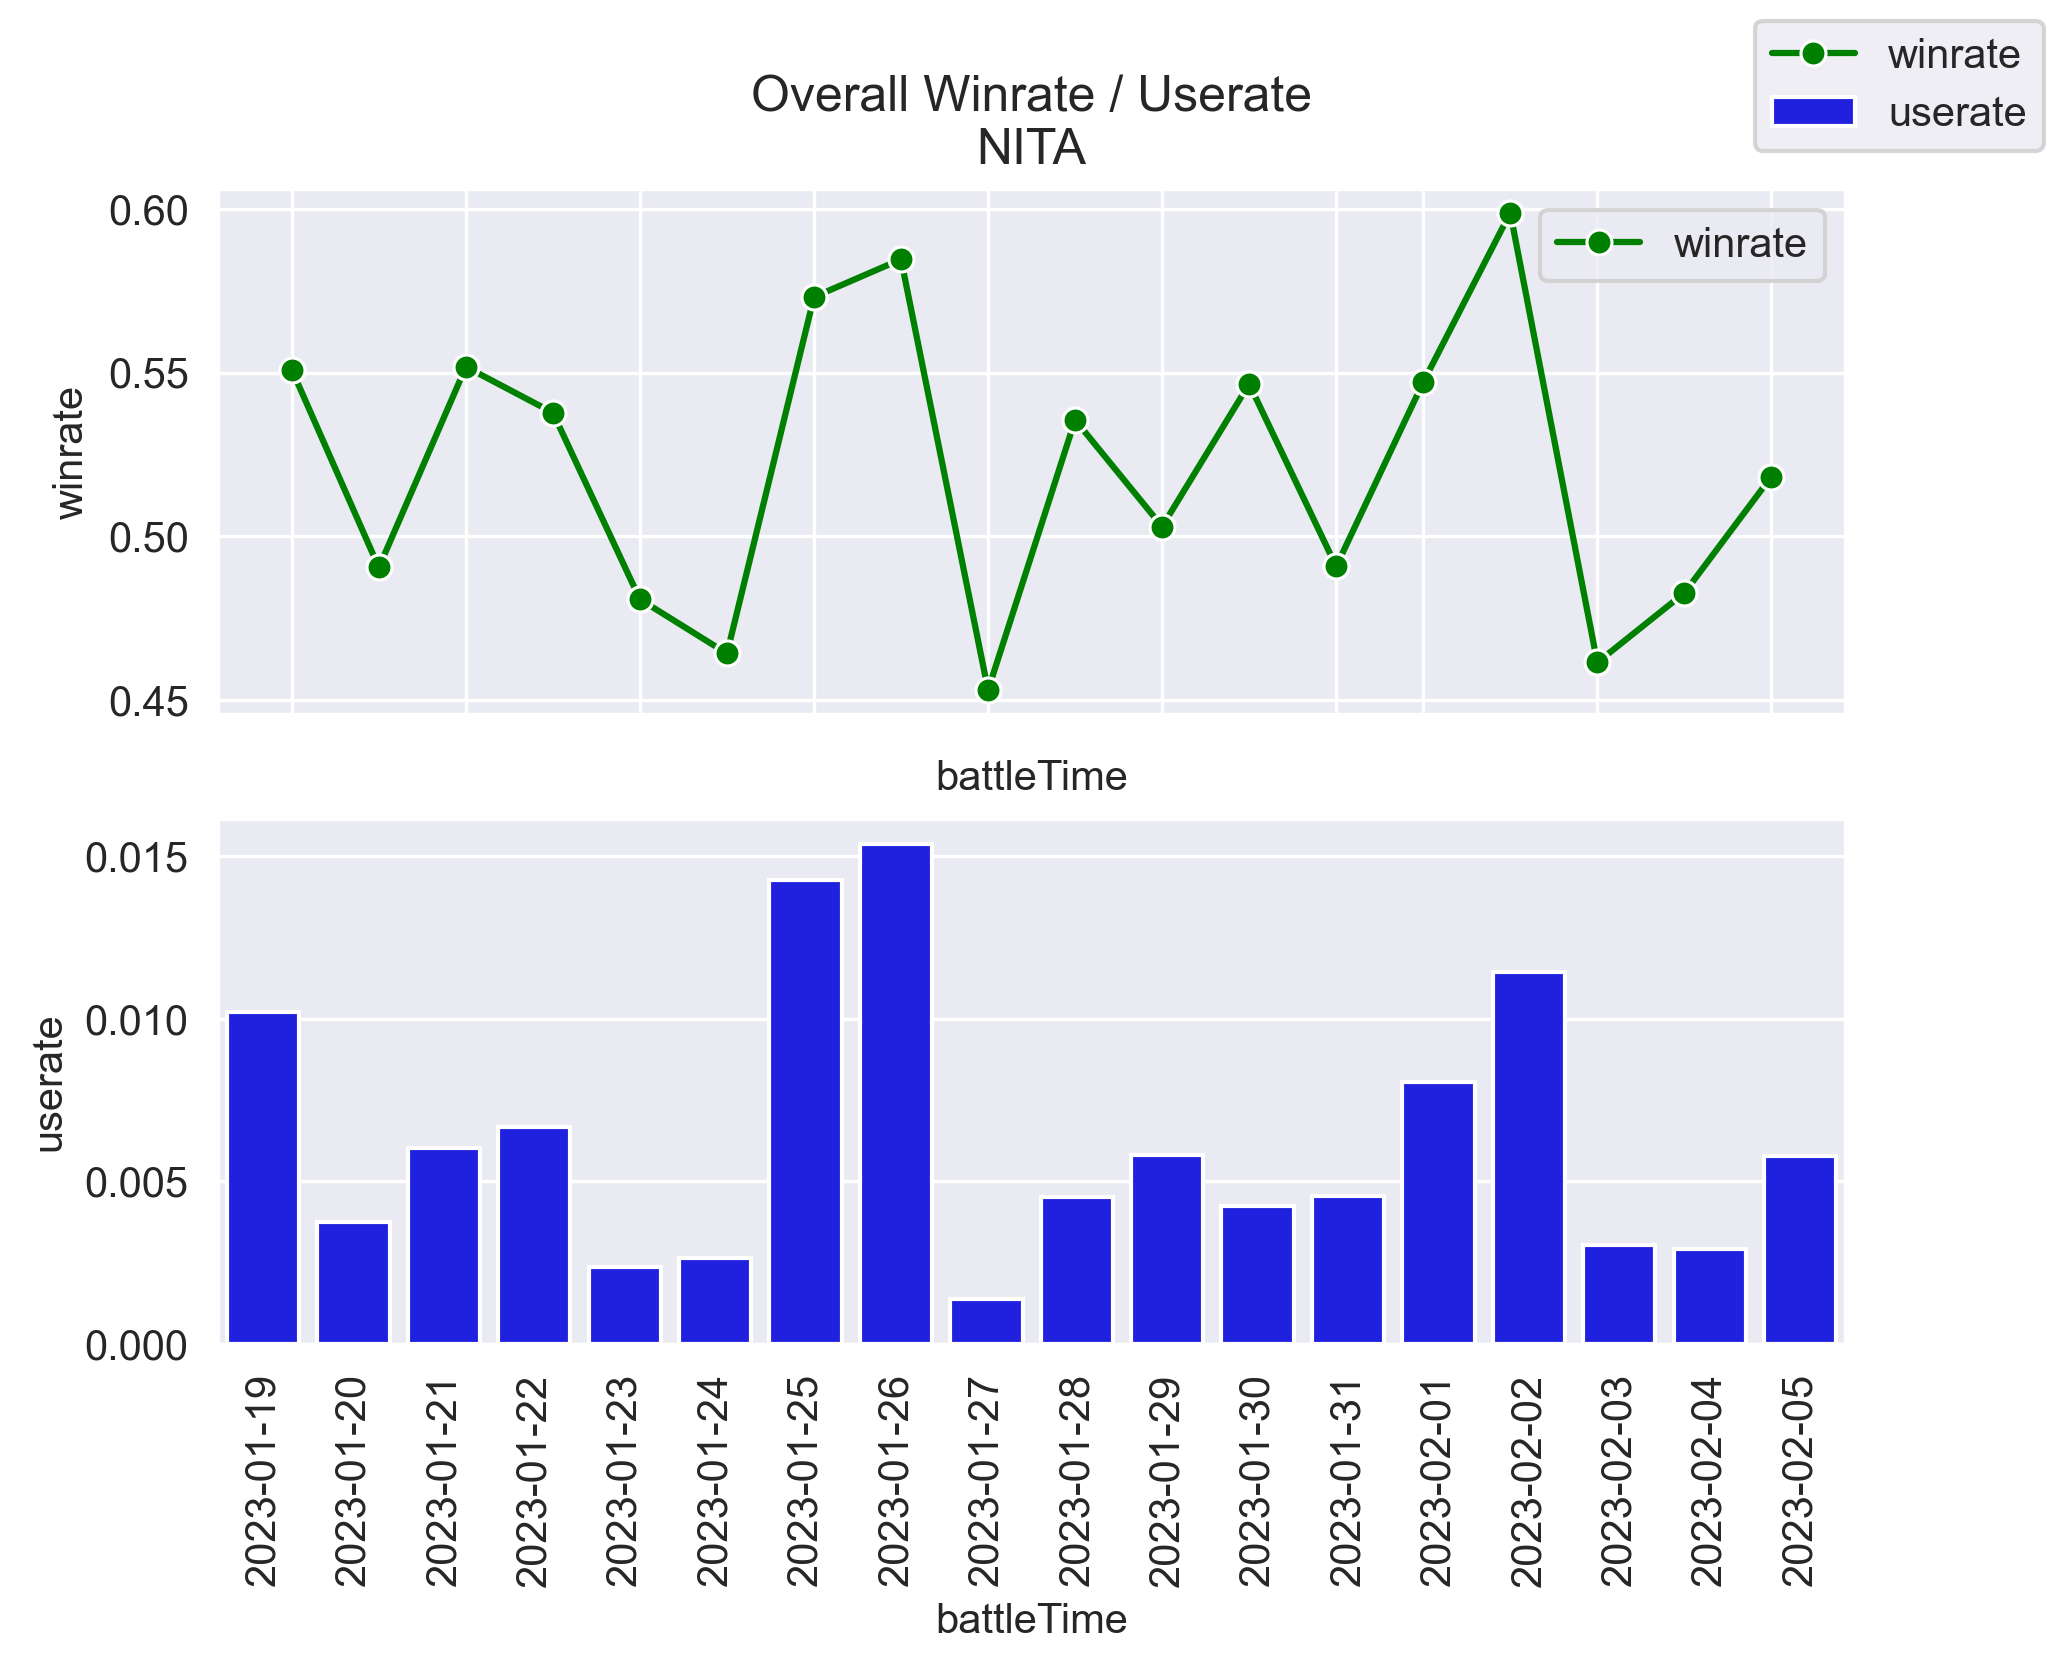 winrate
userate
Overall Winrate / Userate
NITA
winrate
0.60
0.55
0.50
0.45
winrate
battleTime
0.015
0.010
0.005
0.000
userate
2023-01-19
2023-01-20
2023-01-21
2023-01-22
2023-01-23
2023-01-24
2023-01-25
2023-01-26
2023-01-27
2023-01-28
2023-01-29
2023-01-30
2023-01-31
2023-02-01
2023-02-02
2023-02-03
2023-02-04
2023-02-05
battleTime